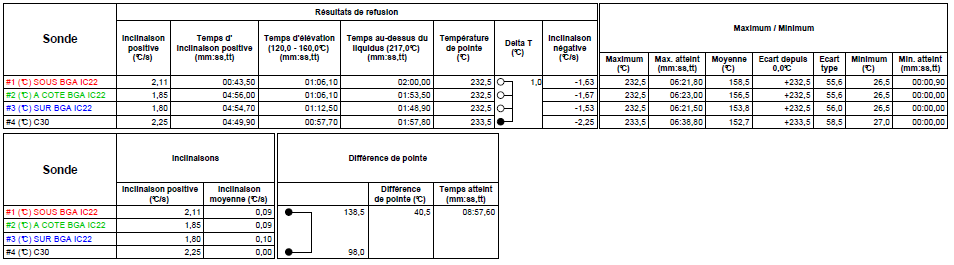 Sonde
Résultats de refusion
Inclinaison positive (℃/s)
Temps d' inclinaison positive (mm:ss,tt)
Temps d'élévation (120,0 - 160,0℃) (mm:ss,tt)
Temps au-dessus du liquidus (217,0℃) (mm:ss,tt)
Température de pointe (℃)
Delta T (℃)
Inclinaison négative (℃/s)
Maximum / Minimum
Maximum (℃)
Max. atteint (mm:ss,tt)
Moyenne (℃)
Ecart depuis 0,0℃
Ecart type
Minimum (℃)
Min. atteint (mm:ss,tt)
#1 (℃) SOUS BGA IC22 2,11 00:43,50 01:06,10 02:00,00 232,5 1,0 -1,63 232,5 06:21,80 158,5 +232,5 55,5 26,5 00:00,90
#2 (℃) A COTE BGA IC22 1,85 04:56,00 01:06,10 01:53,50 232,5 -1,67 232,5 06:23,00 156,5 +232,5 55,6 26,5 00:00,00
#3 (℃) SUR BGA IC22 1,80 04:54,70 01:12,50 01:48,90 232,5 -1,53 232,5 06:21,50 153,8 +232,5 56,0 26,5 00:00,00
#4 (℃) C30 2,25 04:49,90 00:57,70 01:57,80 233,5 -2,25 233,5 06:38,80 152,7 +233,5 58,5 27,0 00:00,00
Sonde
Inclinaisons
Différence de pointe
Inclinaison positive (℃/s)
Inclinaison moyenne (℃/s)
Différence de pointe (℃)
Temps atteint (mm:ss,tt)
#1 (℃) SOUS BGA IC22 2,11 0,09 138,5 40,5 08:57,60
#2 (℃) A COTE BGA IC22 1,85 0,09
#3 (℃) SUR BGA IC22 1,80 0,10
#4 (℃) C30 2,25 0,00 98,0